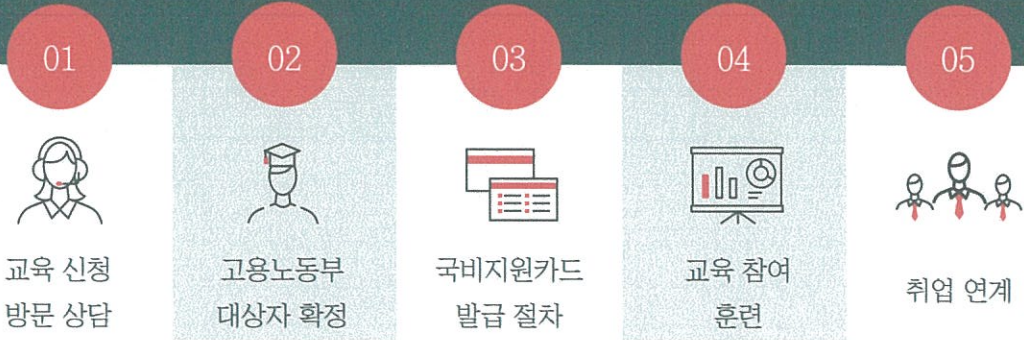 01
02
03
04
05
교육 신청
방문 상담
고용노동부
대상자 확정
국비지원카드
발급 절차
교육 참여
훈련
취업 연계